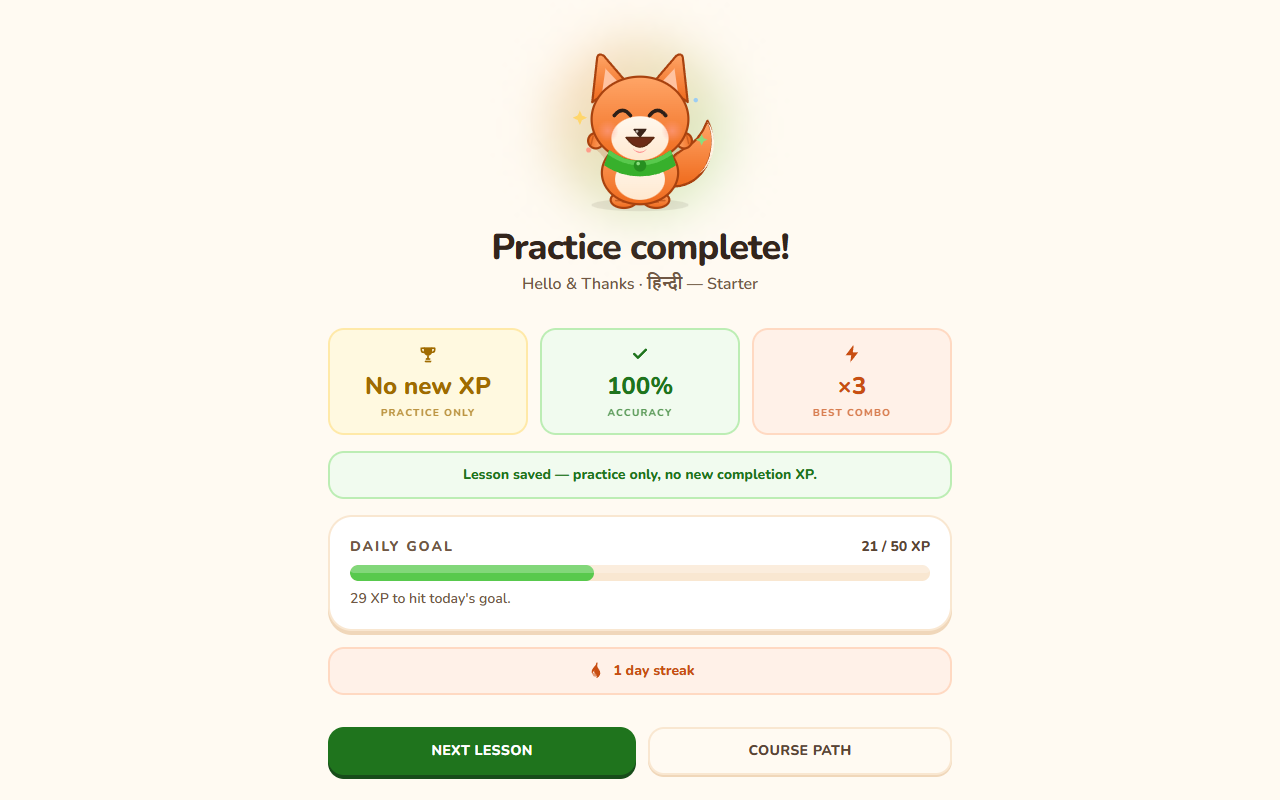 Practice complete!
Hello & Thanks · हिन्दी — Starter
No new XP
PRACTICE ONLY
100%
ACCURACY
×3
BEST COMBO
Lesson saved — practice only, no new completion XP.
DAILY GOAL
21 / 50 XP
29 XP to hit today's goal.
1 day streak
NEXT LESSON
COURSE PATH